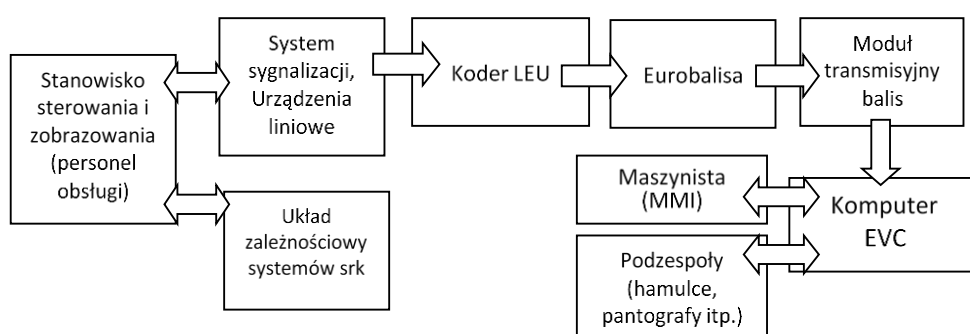 Stanowisko
sterowania i
zobrazowania
(personel
obsługi)
System
sygnalizacji,
Urządzenia
liniowe
Koder LEU
Eurobalisa
Moduł
transmisyjny
balis
Układ
zależnościowy
systemów srk
Maszynista
(MMI)
Komputer
EVC
Podzespoły
(hamulce,
pantografy itp.)